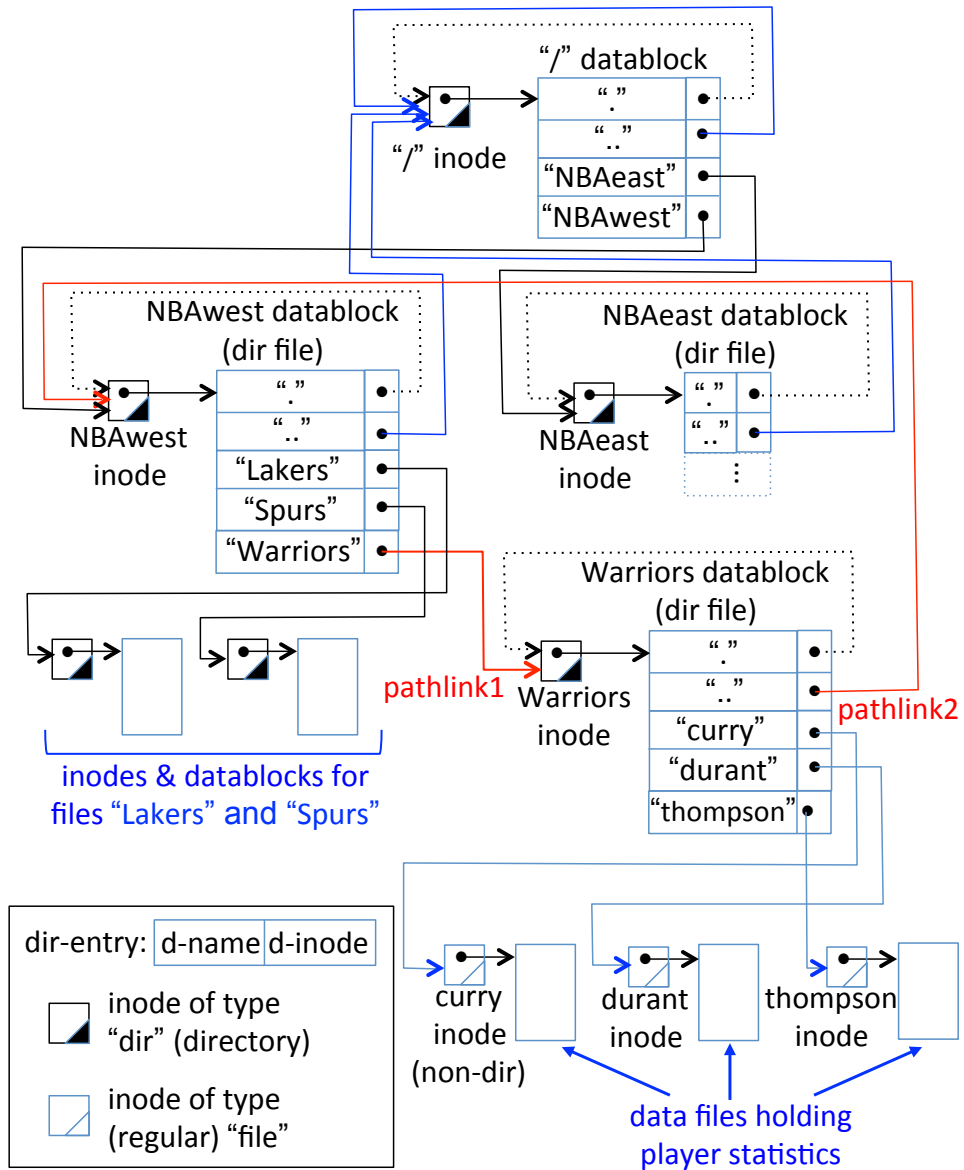 “/” datablock
“.”
“..”
“/” inode
“NBAeast”
“NBAwest”
NBAwest datablock
(dir file)
“.”
“..”
NBAwest
inode
“Lakers”
“Spurs”
“Warriors”
NBAeast datablock
(dir file)
“.”
“..”
NBAeast
inode
⋮
Warriors datablock
(dir file)
“.”
“..”
pathlink1
Warriors
inode
pathlink2
“curry”
“durant”
“thompson”
inodes & datablocks for
files “Lakers” and “Spurs”
dir-entry: d-name d-inode
inode of type
“dir” (directory)
inode of type
(regular) “file”
curry
inode
(non-dir)
durant
inode
thompson
inode
data files holding
player statistics